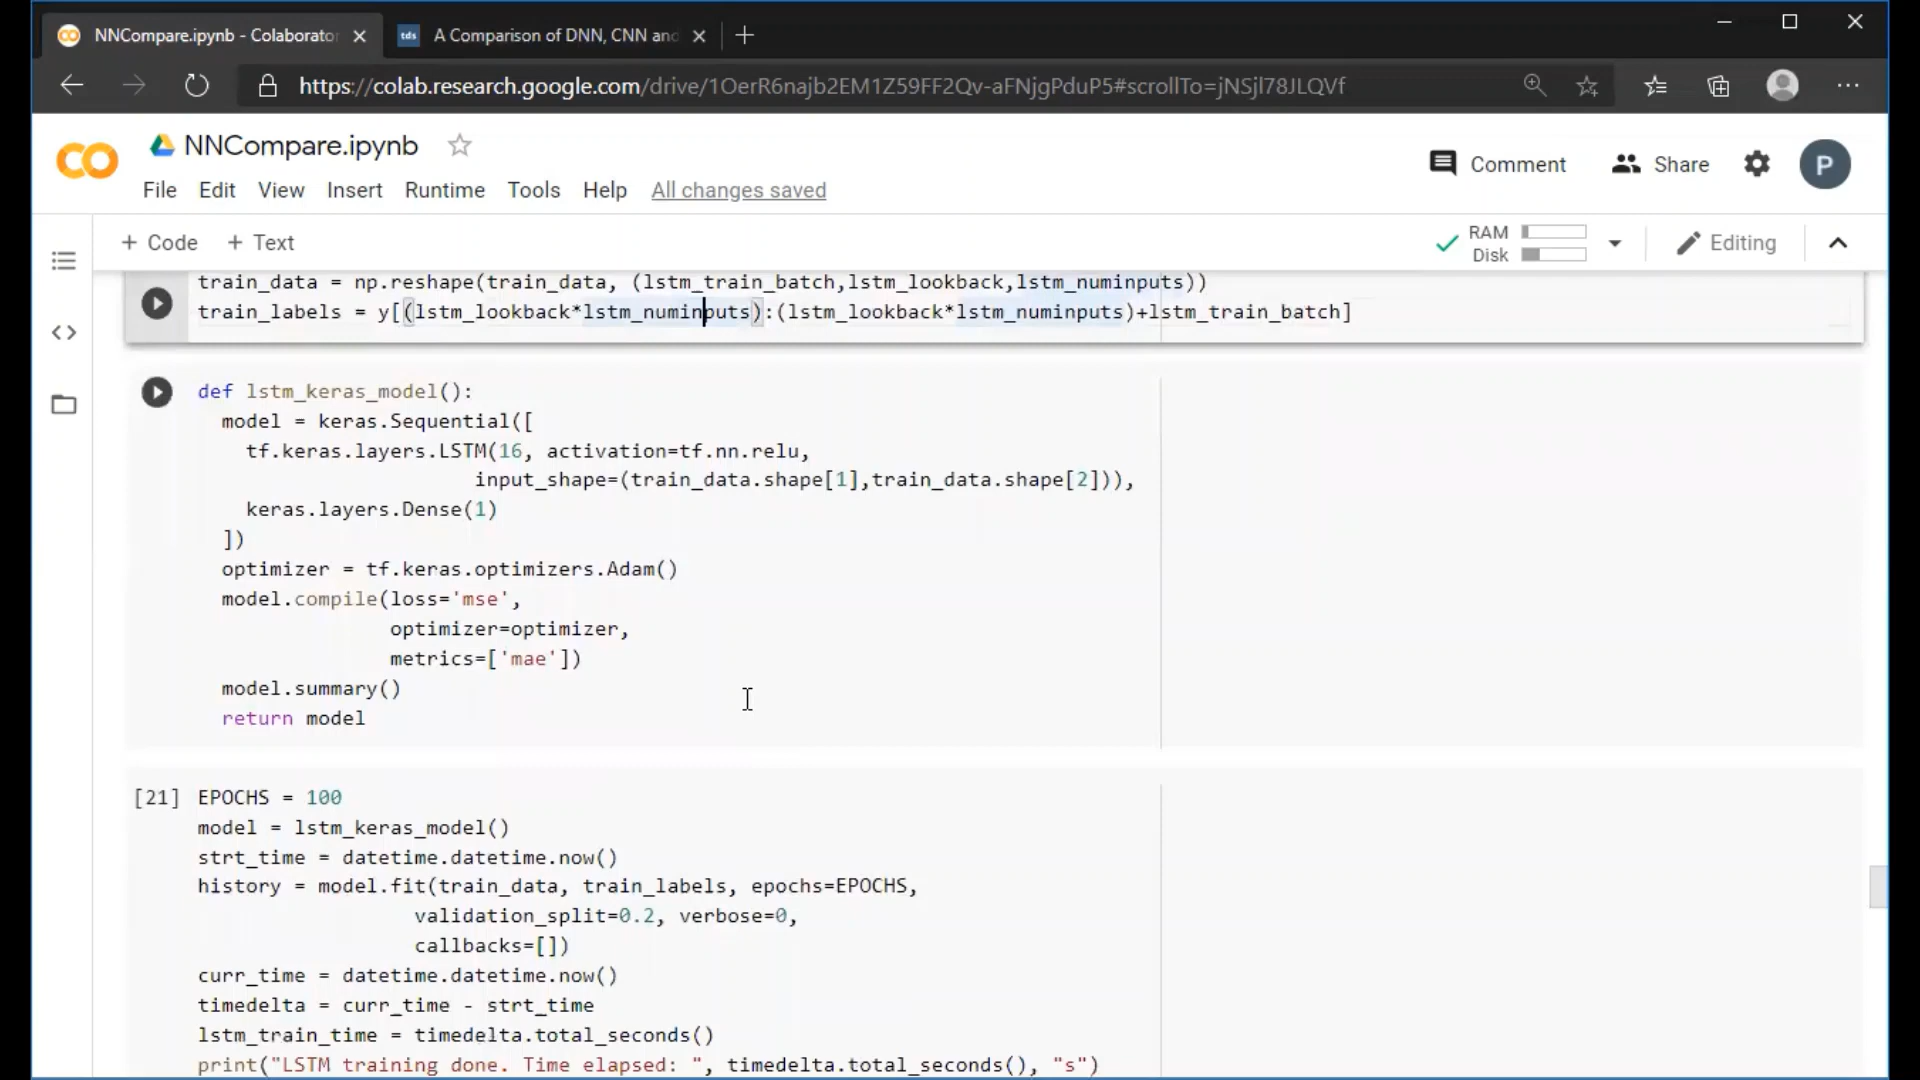 NNCompare.ipynb - Colaborato
tds A Comparison of DNN, CNN and
https://colab.research.google.com/drive/1OerR6najb2EM1Z59FF2Qv-aFNjgPduP5#scrollTo=jNSjl78JLQVf
NNCompare.ipynb
Comment Share P
File Edit View Insert Runtime Tools Help All changes saved
+ Code + Text
RAM
Disk
Editing
train_data = np.reshape(train_data, (lstm_train_batch,lstm_lookback,lstm_numinputs))
train_labels = y[(lstm_lookback*lstm_numinputs):(lstm_lookback*lstm_numinputs)+lstm_train_batch]
def lstm_keras_model():
model = keras.Sequential([
tf.keras.layers.LSTM(16, activation=tf.nn.relu,
input_shape=(train_data.shape[1],train_data.shape[2])),
keras.layers.Dense(1)
])
optimizer = tf.keras.optimizers.Adam()
model.compile(loss='mse',
optimizer=optimizer,
metrics=['mae'])
model.summary()
return model
[21] EPOCHS = 100
model = lstm_keras_model()
strt_time = datetime.datetime.now()
history = model.fit(train_data, train_labels, epochs=EPOCHS,
validation_split=0.2, verbose=0,
callbacks=[])
curr_time = datetime.datetime.now()
timedelta = curr_time - strt_time
lstm_train_time = timedelta.total_seconds()
print("LSTM training done. Time elapsed: ", timedelta.total_seconds(), "s")